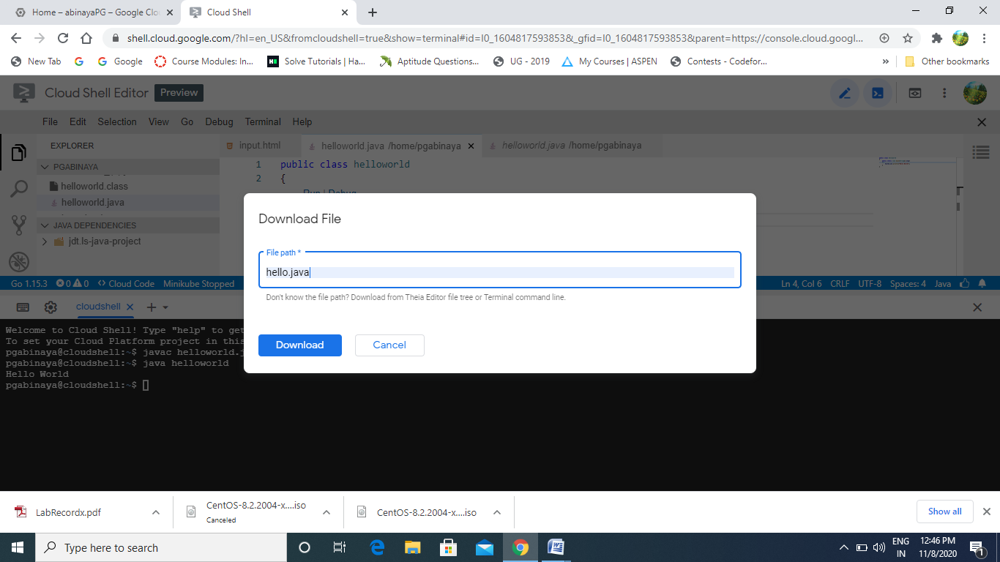 Home – abinayaPG – Google Clo
Cloud Shell
shell.cloud.google.com/?hl=en_US&fromcloudshell=true&show=terminal#id=I0_1604817593853&_gfid=I0_1604817593853&parent=https://console.cloud.googl...
New Tab
Google
Course Modules: In...
Solve Tutorials | Ha...
Aptitude Questions...
UG - 2019
My Courses | ASPEN
Contests - Codefor...
»
Other bookmarks
Cloud Shell Editor
Preview
File Edit Selection View Go Debug Terminal Help
EXPLORER
input.html
helloworld.java /home/pgabinaya
helloworld.java /home/pgabinaya
PGABINAYA
1 public class helloworld
2 {
Run | Debug
helloworld.class
helloworld.java
JAVA DEPENDENCIES
jdt.ls-java-project
Download File
File path *
hello.java
Don't know the file path? Download from Theia Editor file tree or Terminal command line.
Download
Cancel
Go 1.15.3 0 0 Cloud Code Minikube Stopped
Ln 4, Col 6 CRLF UTF-8 Spaces: 4 Java
cloudshell
Welcome to Cloud Shell! Type "help" to get
To set your Cloud Platform project in this
pgabinaya@cloudshell:~$ javac helloworld.j
pgabinaya@cloudshell:~$ java helloworld
Hello World
pgabinaya@cloudshell:~$
LabRecordx.pdf
CentOS-8.2.2004-x....iso
Canceled
CentOS-8.2.2004-x....iso
Show all
Type here to search
ENG
IN
12:46 PM
11/8/2020
1